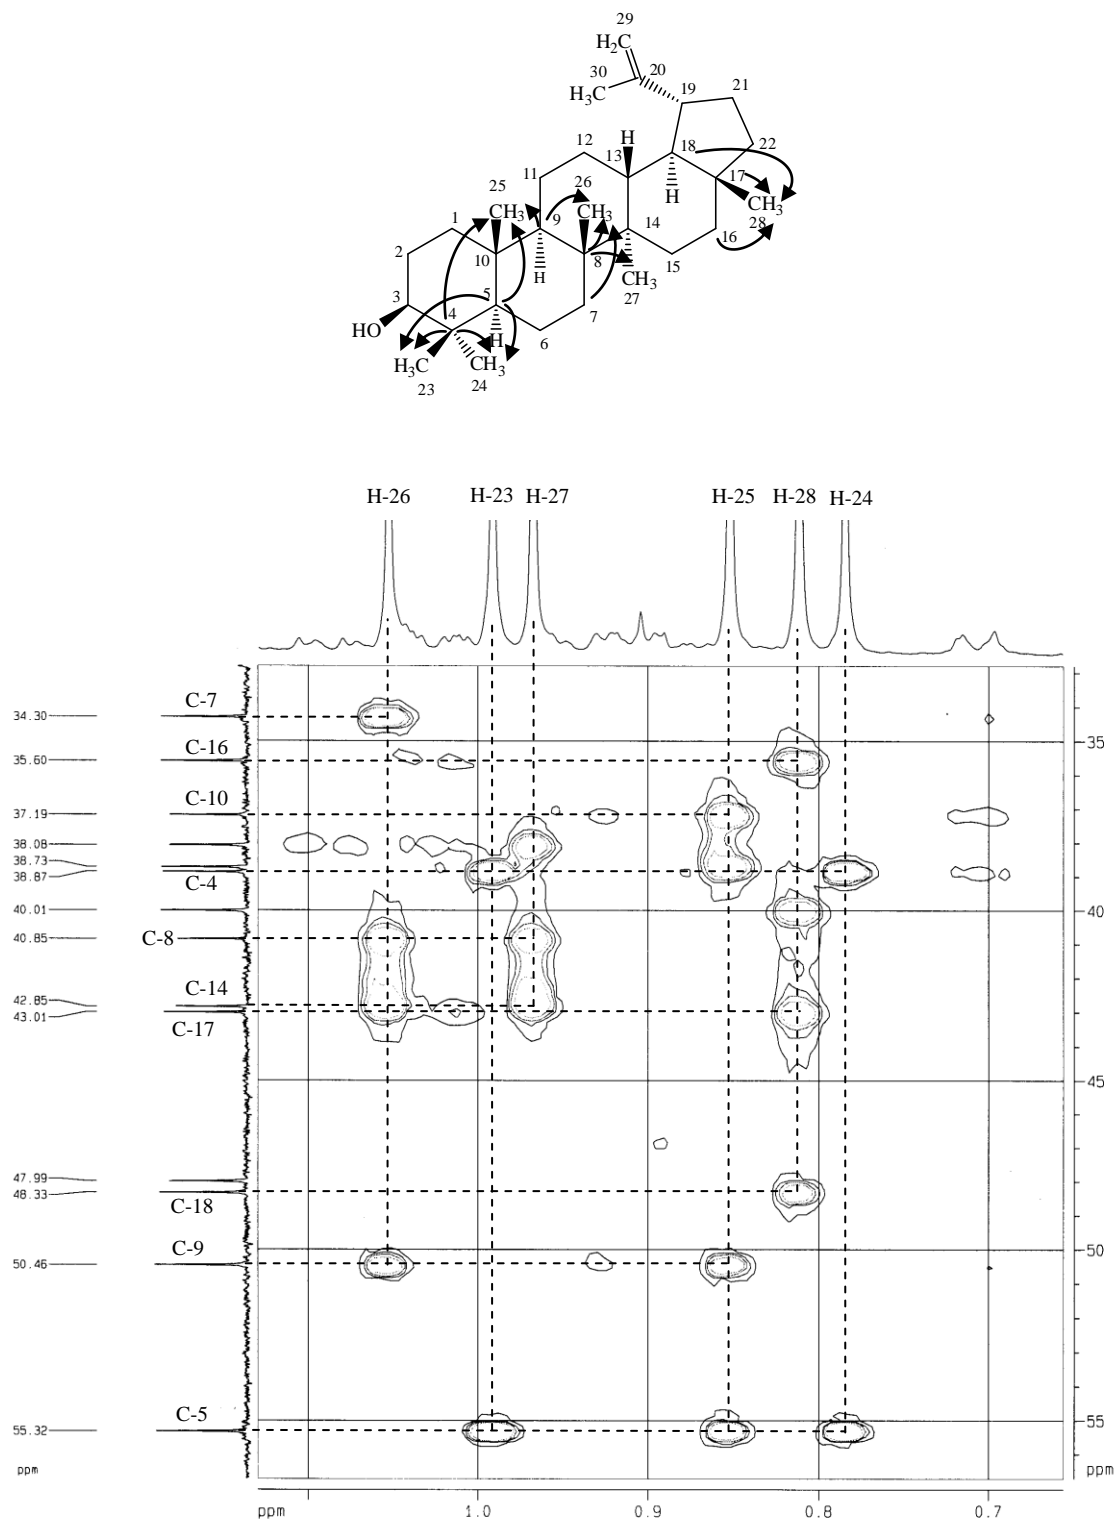 29
H₂C
30
20
H₃C
19
21
12
H
13
18
22
11
26
17
25
CH₃
CH₃
9
14
H
CH₃
1
16
28
2
10
8
15
H
CH₃
5
27
3
4
7
HO
H
6
H₃C
CH₃
23
24
H-26 H-23 H-27 H-25 H-28 H-24
C-7
34.30
35
C-16
35.60
C-10
37.19
38.08
38.73
38.87
C-4
40.01
40
C-8
40.85
C-14
42.85
43.01
C-17
45
47.99
48.33
C-18
C-9
50.46
50
C-5
55.32
55
ppm
ppm
ppm 1.0 0.9 0.8 0.7